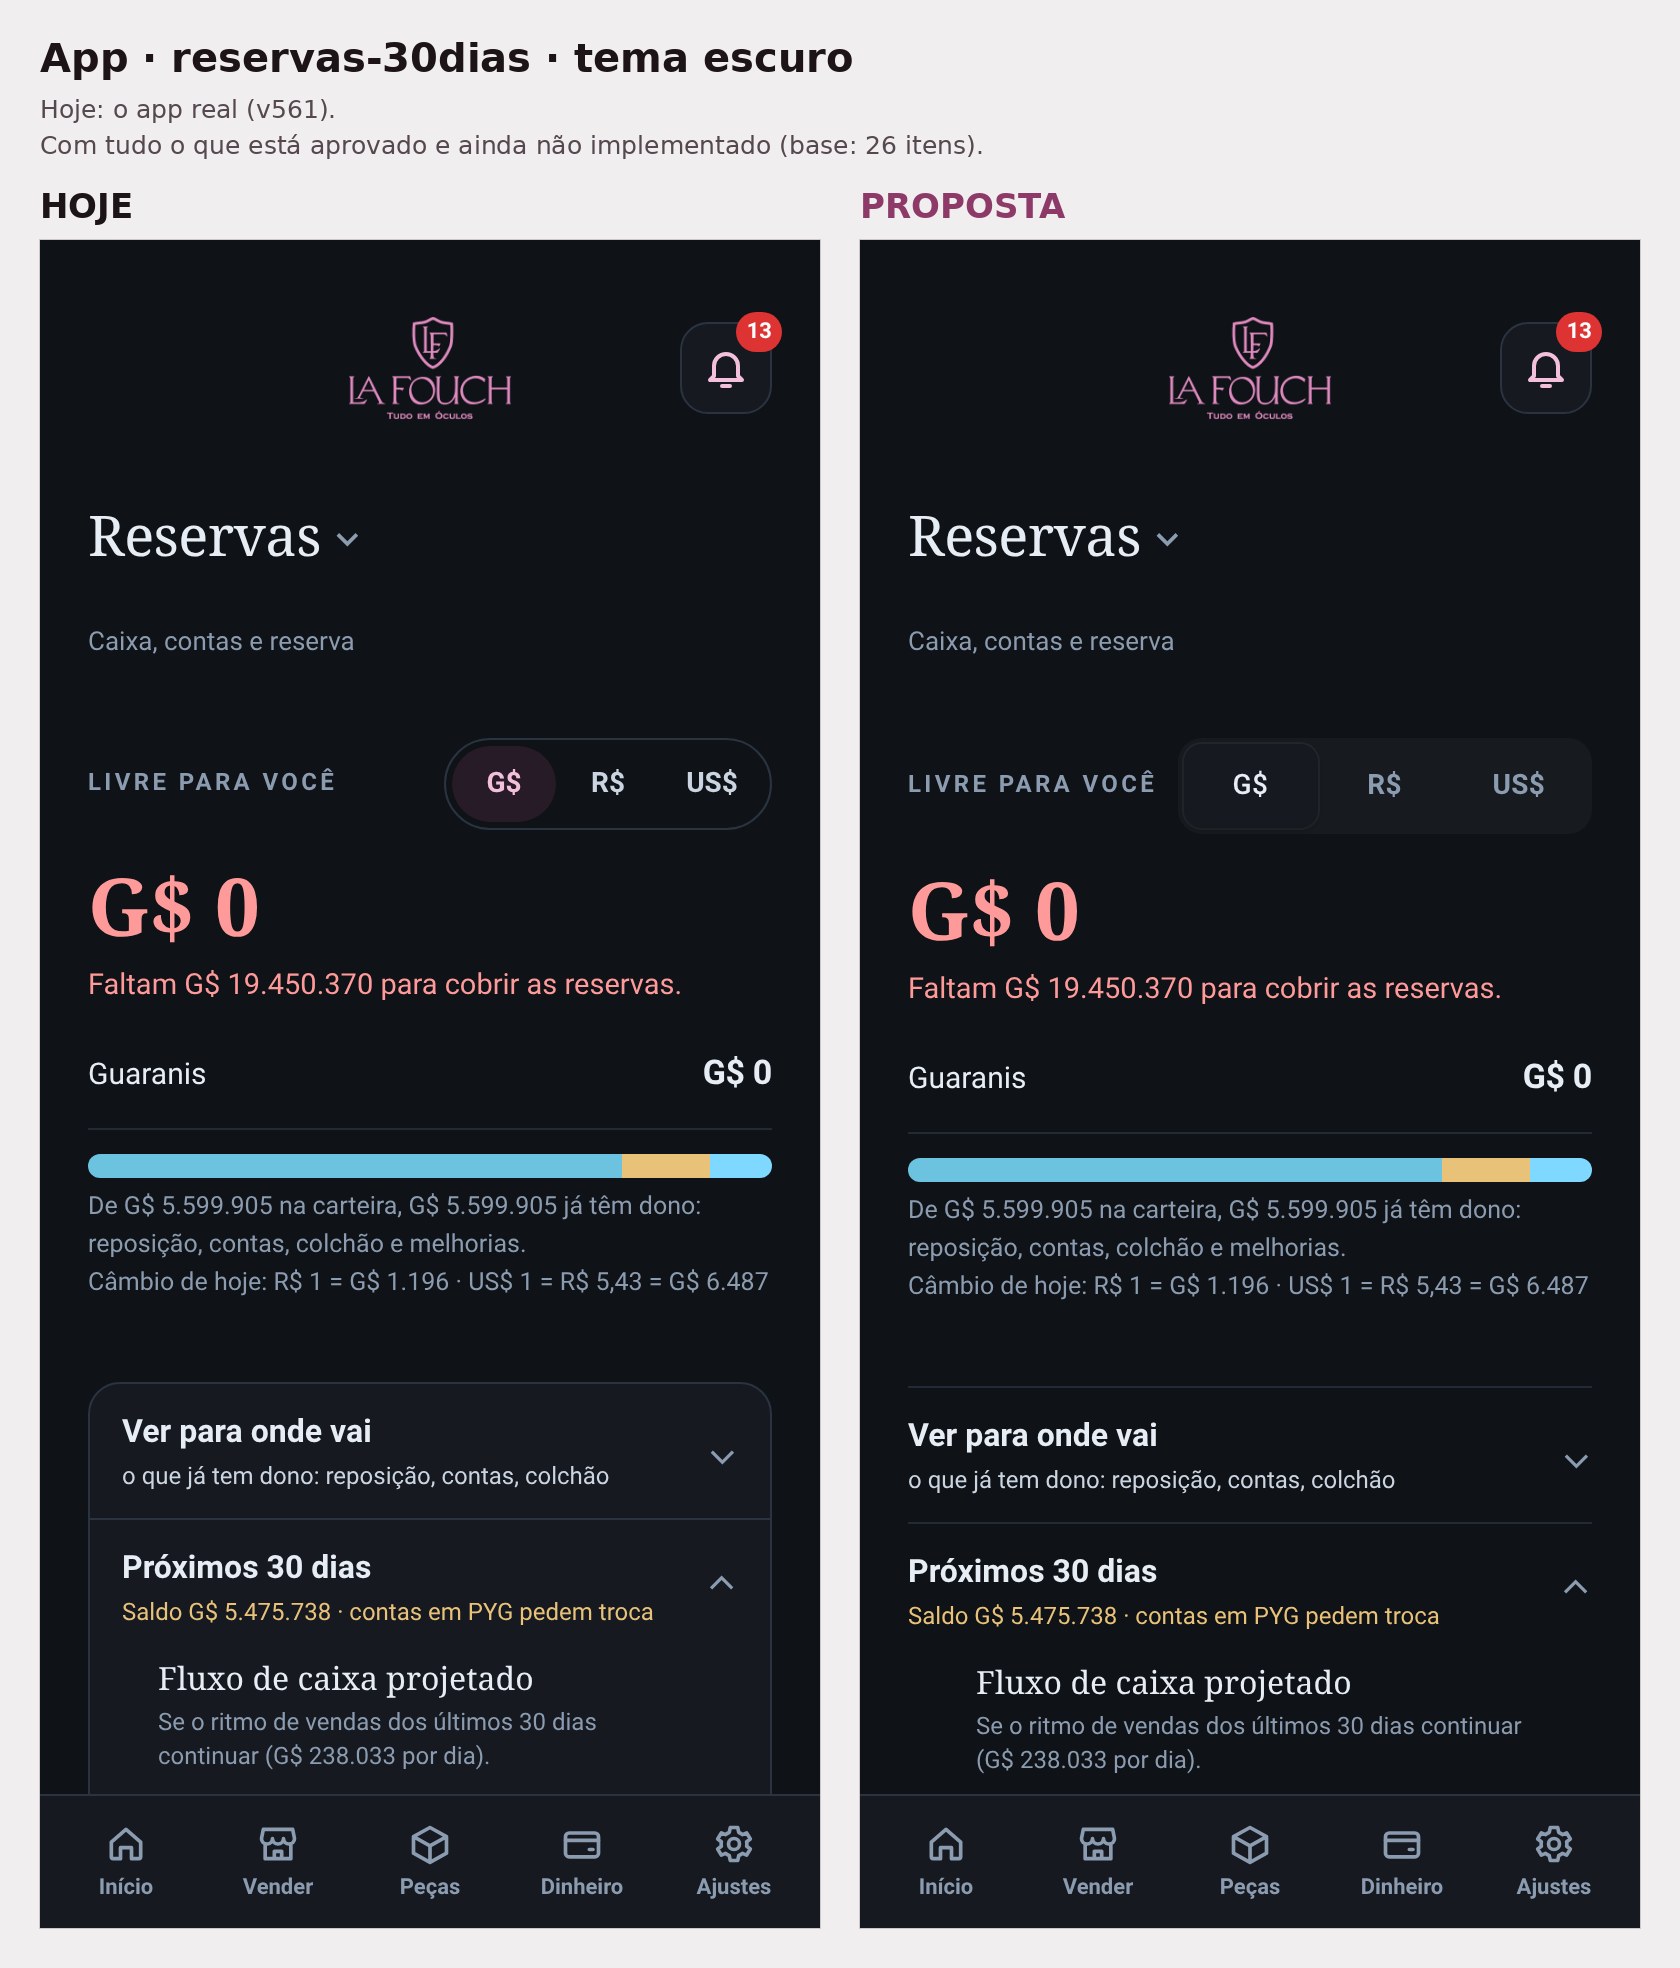 App · reservas-30dias · tema escuro
Hoje: o app real (v561).
Com tudo o que está aprovado e ainda não implementado (base: 26 itens).
HOJE
LF
LA FOUCH
TUDO EM ÓCULOS
13
Reservas
Caixa, contas e reserva
LIVRE PARA VOCÊ
G$ R$ US$
G$ 0
Faltam G$ 19.450.370 para cobrir as reservas.
Guaranis G$ 0
De G$ 5.599.905 na carteira, G$ 5.599.905 já têm dono:
reposição, contas, colchão e melhorias.
Câmbio de hoje: R$ 1 = G$ 1.196 · US$ 1 = R$ 5,43 = G$ 6.487
Ver para onde vai
o que já tem dono: reposição, contas, colchão
Próximos 30 dias
Saldo G$ 5.475.738 · contas em PYG pedem troca
Fluxo de caixa projetado
Se o ritmo de vendas dos últimos 30 dias
continuar (G$ 238.033 por dia).
Início Vender Peças Dinheiro Ajustes
PROPOSTA
LF
LA FOUCH
TUDO EM ÓCULOS
13
Reservas
Caixa, contas e reserva
LIVRE PARA VOCÊ
G$ R$ US$
G$ 0
Faltam G$ 19.450.370 para cobrir as reservas.
Guaranis G$ 0
De G$ 5.599.905 na carteira, G$ 5.599.905 já têm dono:
reposição, contas, colchão e melhorias.
Câmbio de hoje: R$ 1 = G$ 1.196 · US$ 1 = R$ 5,43 = G$ 6.487
Ver para onde vai
o que já tem dono: reposição, contas, colchão
Próximos 30 dias
Saldo G$ 5.475.738 · contas em PYG pedem troca
Fluxo de caixa projetado
Se o ritmo de vendas dos últimos 30 dias continuar
(G$ 238.033 por dia).
Início Vender Peças Dinheiro Ajustes